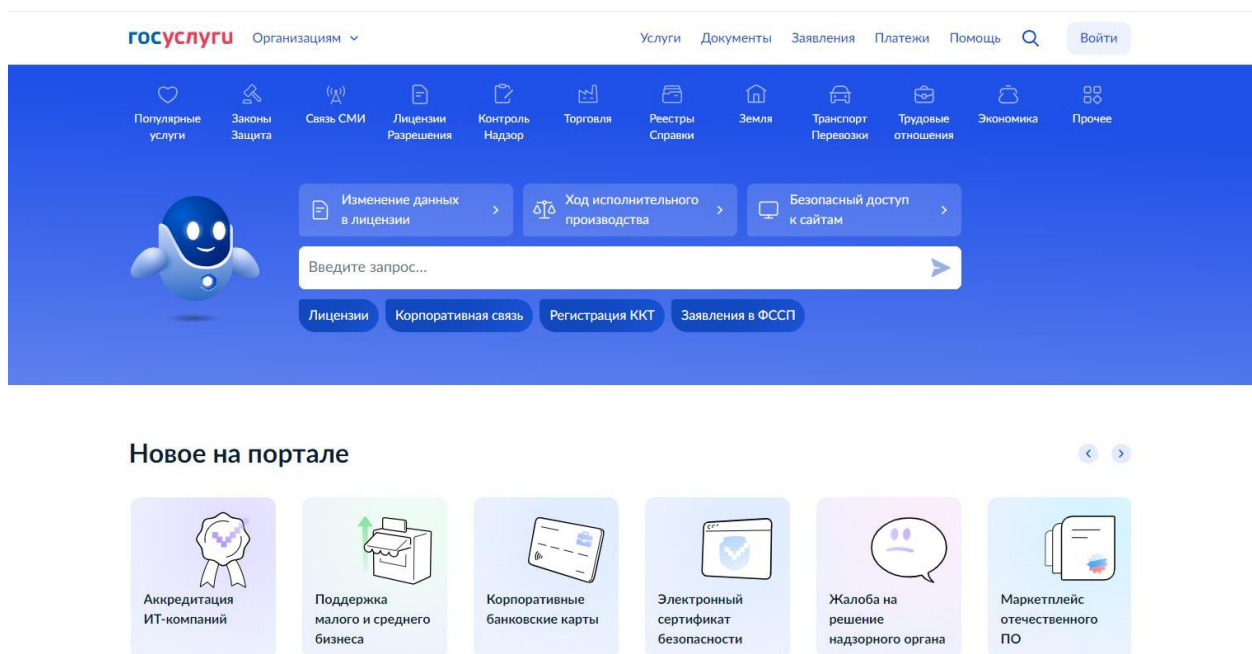 госуслуги Организациям Услуги Документы Заявления Платежи Помощь Войти
Популярные услуги
Законы Защита
Связь СМИ
Лицензии Разрешения
Контроль Надзор
Торговля
Реестры Справки
Земля
Транспорт Перевозки
Трудовые отношения
Экономика
Прочее
Изменение данных
в лицензии
Ход исполнительного
производства
Безопасный доступ
к сайтам
Введите запрос...
Лицензии Корпоративная связь Регистрация ККТ Заявления в ФССП
Новое на портале
Аккредитация
ИТ-компаний
Поддержка
малого и среднего
бизнеса
Корпоративные
банковские карты
Электронный
сертификат
безопасности
Жалоба на
решение
надзорного органа
Маркетплейс
отечественного
ПО